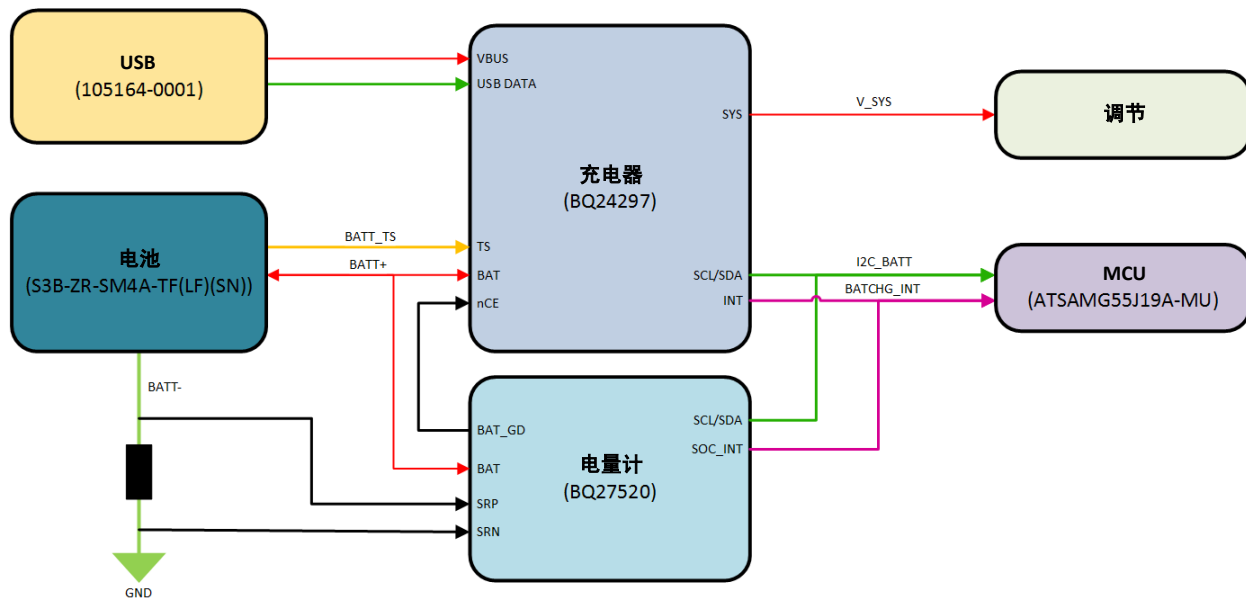 USB
(105164-0001)
VBUS
USB DATA
SYS
V_SYS
调节
充电器
(BQ24297)
电池
(S3B-ZR-SM4A-TF(LF)(SN))
BATT_TS
TS
BATT+
BAT
nCE
SCL/SDA
INT
I2C_BATT
BATCHG_INT
MCU
(ATSAMG55J19A-MU)
BATT-
BAT_GD
BAT
SRP
SRN
SCL/SDA
SOC_INT
电量计
(BQ27520)
GND